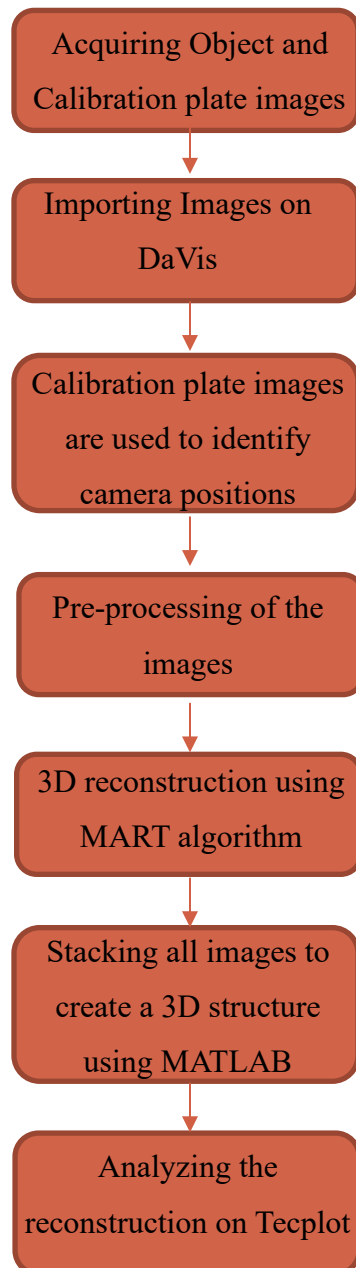 Acquiring Object and
Calibration plate images
Importing Images on
DaVis
Calibration plate images
are used to identify
camera positions
Pre-processing of the
images
3D reconstruction using
MART algorithm
Stacking all images to
create a 3D structure
using MATLAB
Analyzing the
reconstruction on Tecplot